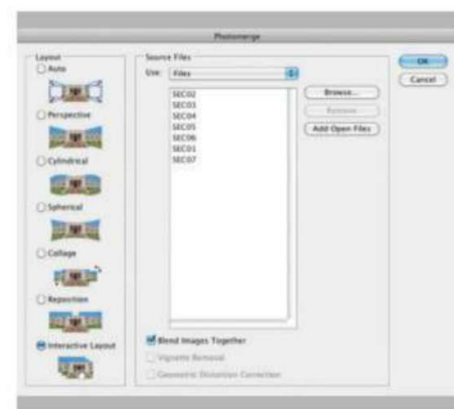 Photomerge
Layout
Auto
Perspective
Cylindrical
Spherical
Collage
Reposition
Interactive Layout
Source Files
Use: Files
SEC02
SEC03
SEC04
SEC05
SEC06
SEC01
SEC07
Blend Images Together
Vignette Removal
Geometric Distortion Correction
Browse...
Remove
Add Open Files
OK
Cancel